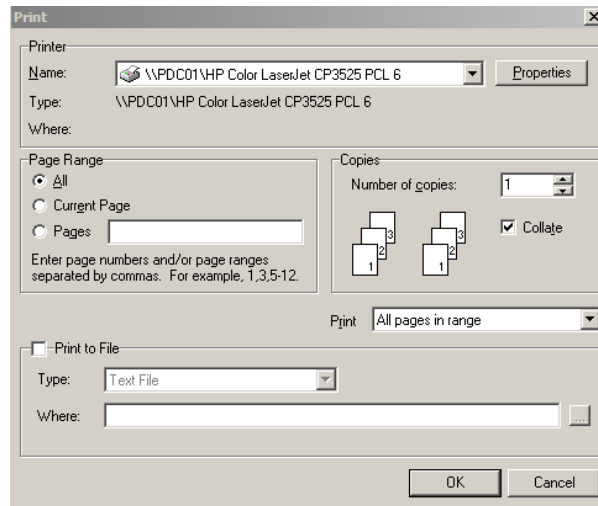 Print
Printer
Name:
\\PDC01\HP Color LaserJet CP3525 PCL 6
Properties
Type:
\\PDC01\HP Color LaserJet CP3525 PCL 6
Where:
Page Range
All
Current Page
Pages
Enter page numbers and/or page ranges
separated by commas. For example, 1,3,5-12.
Copies
Number of copies:
1
1 2 3
1 2 3
Collate
Print
All pages in range
Print to File
Type:
Text File
Where:
...
OK
Cancel